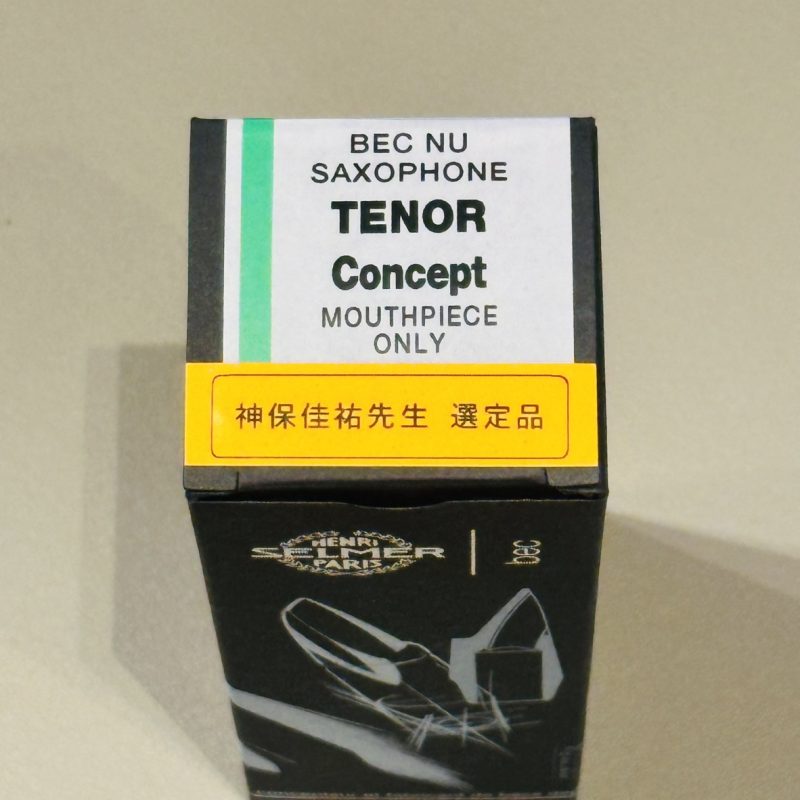 BEC NU
SAXOPHONE
TENOR
Concept
MOUTHPIECE
ONLY
神保佳祐先生 選定品
HENRI
SELMER
PARIS
bec